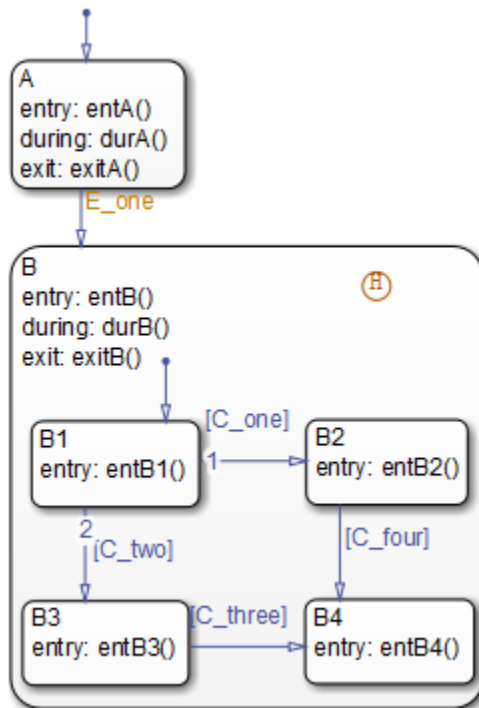 A
entry: entA()
during: durA()
exit: exitA()
E_one
B
entry: entB()
during: durB()
exit: exitB()
H
[C_one]
B1
entry: entB1()
1
B2
entry: entB2()
2
[C_two]
[C_four]
B3
entry: entB3()
[C_three]
B4
entry: entB4()